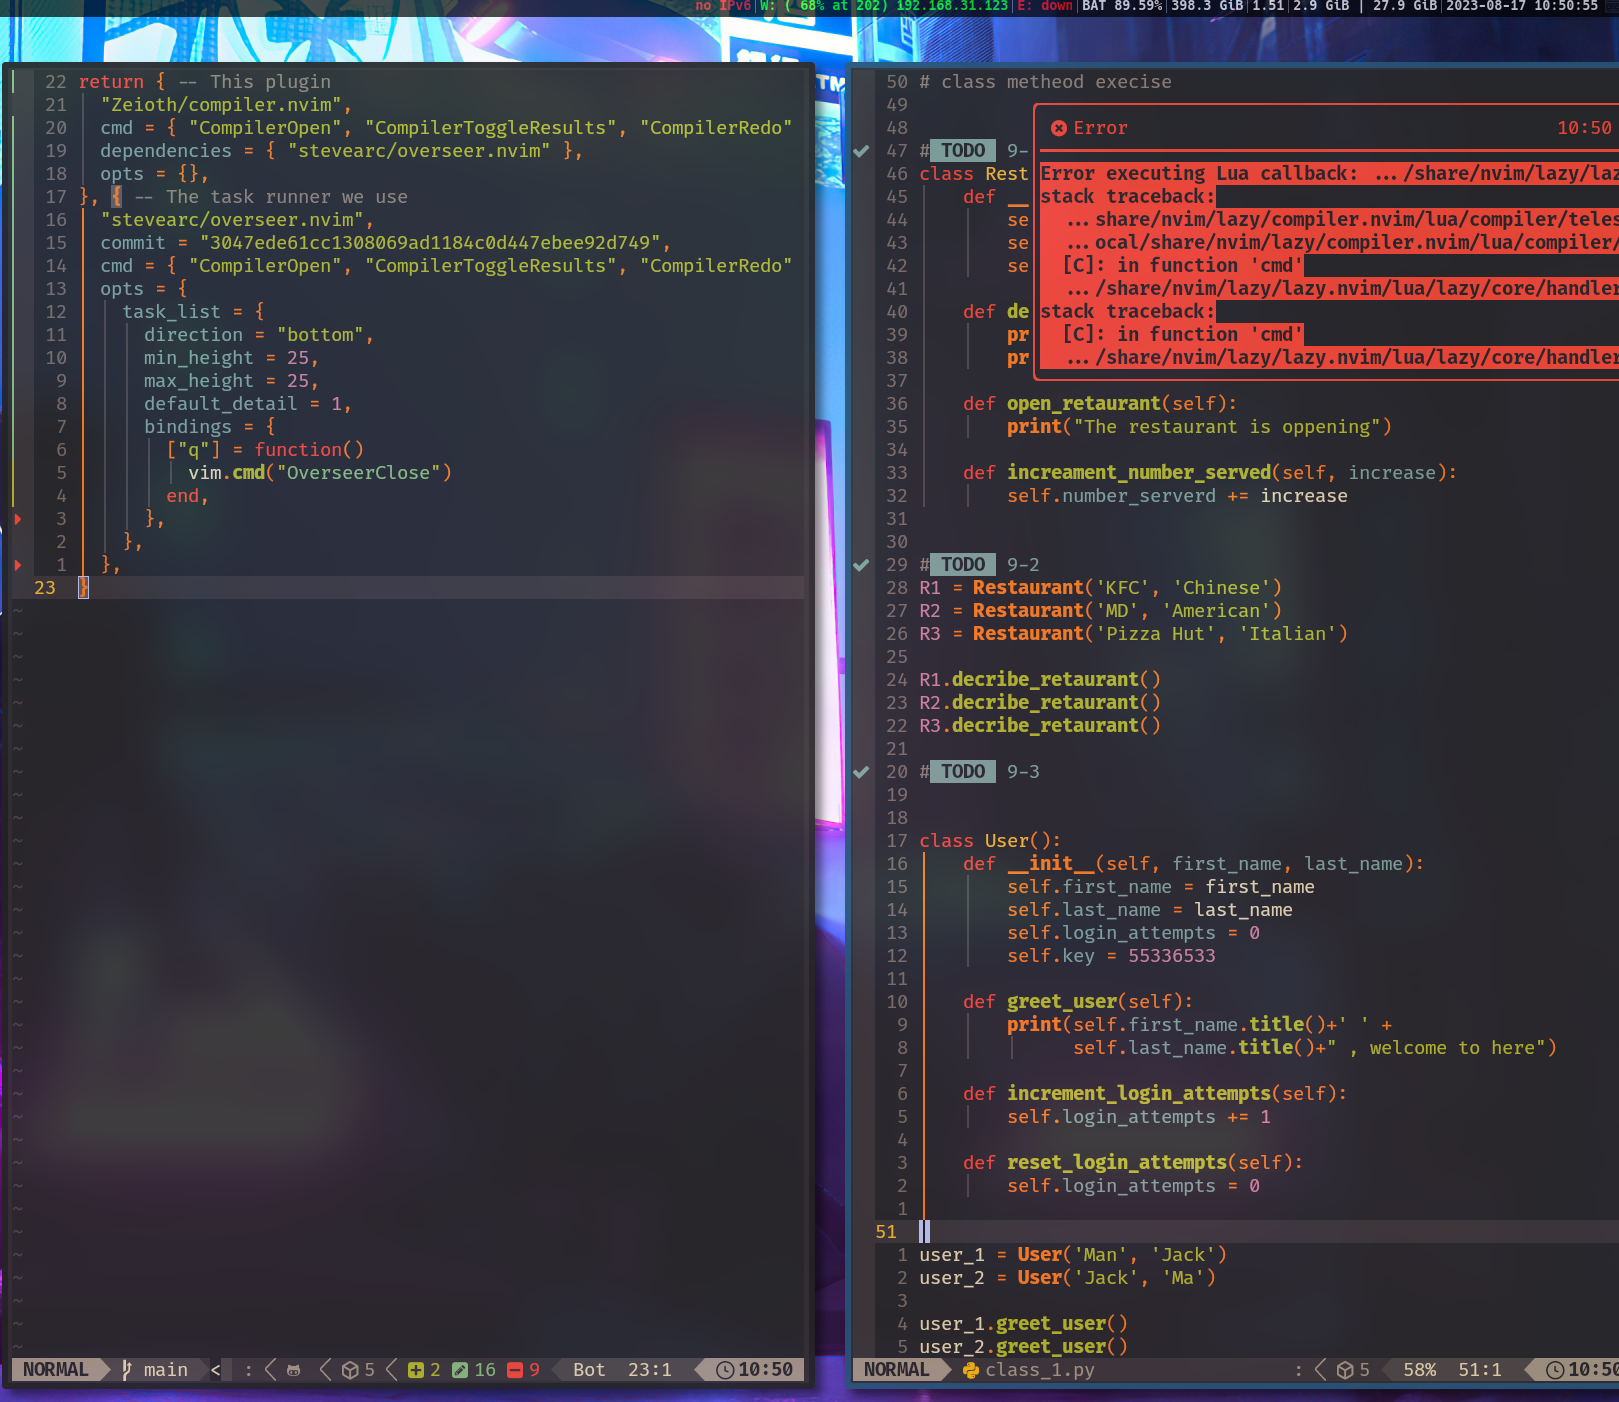 no IPv6|W: ( 68% at 202) 192.168.31.123|E: down|BAT 89.59%|398.3 GiB|1.51|2.9 GiB | 27.9 GiB|2023-08-17 10:50:55
22 return { -- This plugin
21 "Zeioth/compiler.nvim",
20 cmd = { "CompilerOpen", "CompilerToggleResults", "CompilerRedo"
19 dependencies = { "stevearc/overseer.nvim" },
18 opts = {},
17 }, { -- The task runner we use
16 "stevearc/overseer.nvim",
15 commit = "3047ede61cc1308069ad1184c0d447ebee92d749",
14 cmd = { "CompilerOpen", "CompilerToggleResults", "CompilerRedo"
13 opts = {
12 task_list = {
11 direction = "bottom",
10 min_height = 25,
9 max_height = 25,
8 default_detail = 1,
7 bindings = {
6 ["q"] = function()
5 vim.cmd("OverseerClose")
4 end,
3 },
2 },
1 },
23 }
NORMAL main < : 5 2 16 9 Bot 23:1 10:50
50 # class metheod execise
49
48
47 # TODO 9-
46 class Rest
45 def __
44 se
43 se
42 se
41
40 def de
39 pr
38 pr
37
Error 10:50
Error executing Lua callback: .../share/nvim/lazy/laz
stack traceback:
...share/nvim/lazy/compiler.nvim/lua/compiler/teles
...ocal/share/nvim/lazy/compiler.nvim/lua/compiler/
[C]: in function 'cmd'
.../share/nvim/lazy/lazy.nvim/lua/lazy/core/handler
stack traceback:
[C]: in function 'cmd'
.../share/nvim/lazy/lazy.nvim/lua/lazy/core/handler
36 def open_retaurant(self):
35 print("The restaurant is oppening")
34
33 def increament_number_served(self, increase):
32 self.number_serverd += increase
31
30
29 # TODO 9-2
28 R1 = Restaurant('KFC', 'Chinese')
27 R2 = Restaurant('MD', 'American')
26 R3 = Restaurant('Pizza Hut', 'Italian')
25
24 R1.decribe_retaurant()
23 R2.decribe_retaurant()
22 R3.decribe_retaurant()
21
20 # TODO 9-3
19
18
17 class User():
16 def __init__(self, first_name, last_name):
15 self.first_name = first_name
14 self.last_name = last_name
13 self.login_attempts = 0
12 self.key = 55336533
11
10 def greet_user(self):
9 print(self.first_name.title()+' ' +
8 self.last_name.title()+" , welcome to here")
7
6 def increment_login_attempts(self):
5 self.login_attempts += 1
4
3 def reset_login_attempts(self):
2 self.login_attempts = 0
1
51
1 user_1 = User('Man', 'Jack')
2 user_2 = User('Jack', 'Ma')
3
4 user_1.greet_user()
5 user_2.greet_user()
NORMAL class_1.py : 5 58% 51:1 10:50